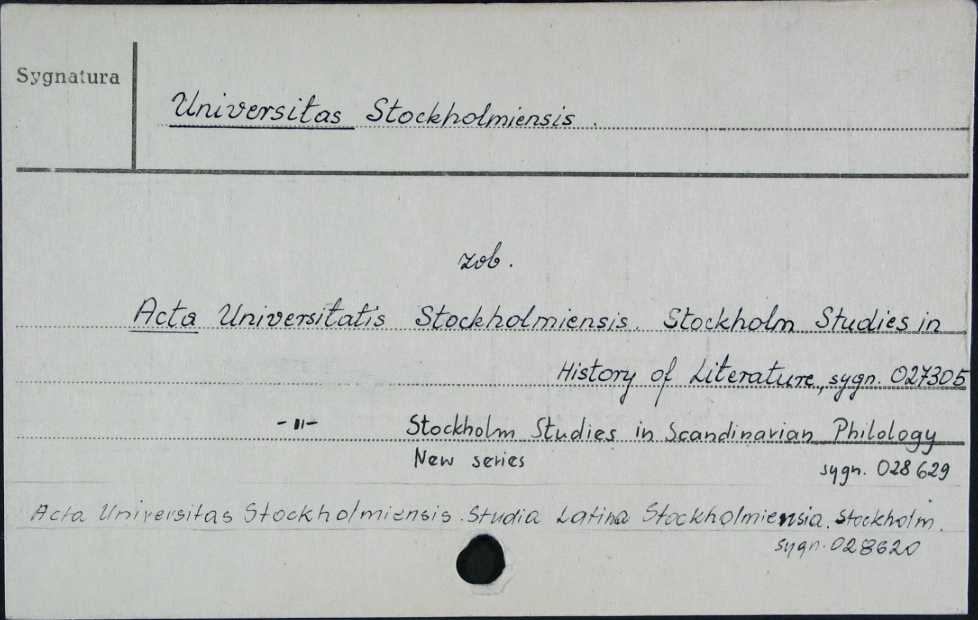 Sygnatura
Universitas Stockholmiensis.
zob.
Acta Universitatis Stockholmiensis. Stockholm Studies in
History of Literature, sygn. 027305
-"- Stockholm Studies in Scandinavian Philology
New series
sygn. 028629
Acta Universitas Stockholmiensis. Studia Latina Stockholmiensia. Stockholm.
sygn. 028620